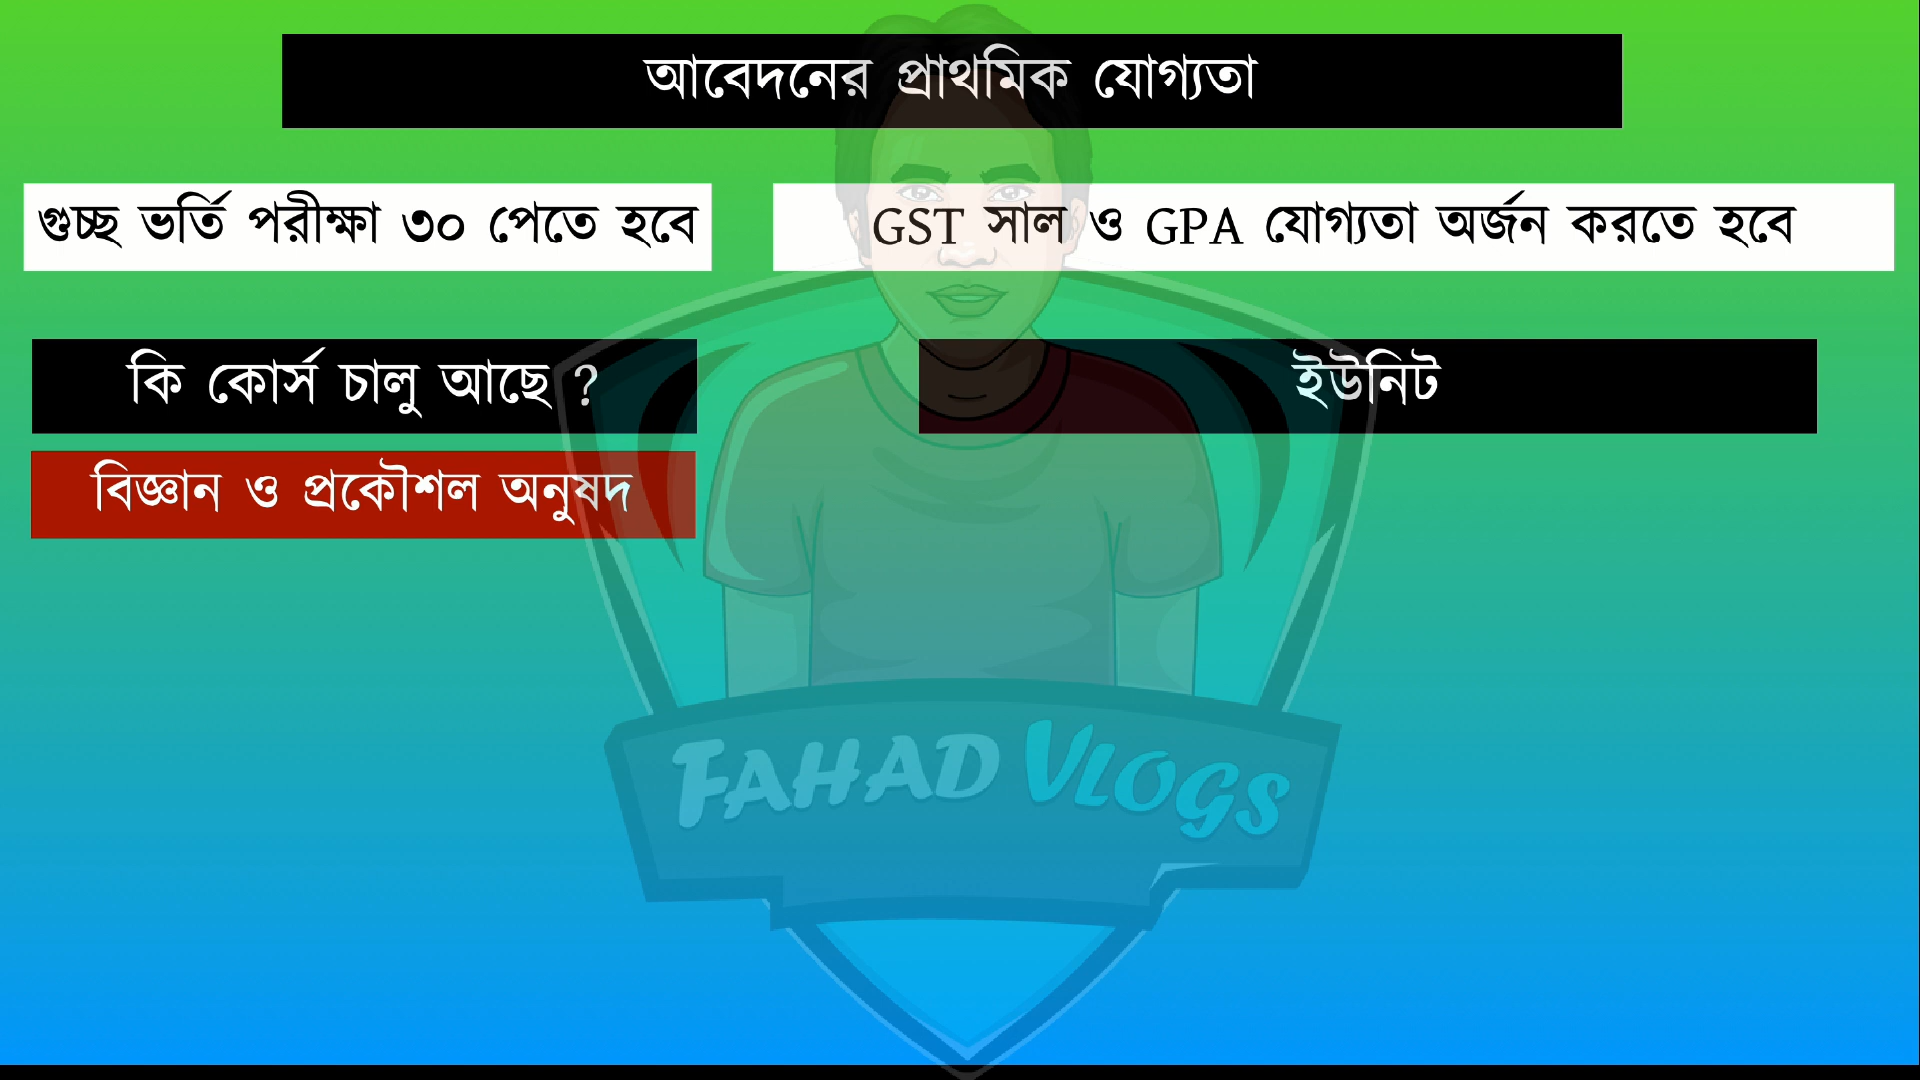 আবেদনের প্রাথমিক যোগ্যতা
গুচ্ছ ভর্তি পরীক্ষা ৩০ পেতে হবে
GST সাল ও GPA যোগ্যতা অর্জন করতে হবে
কি কোর্স চালু আছে ?
ইউনিট
বিজ্ঞান ও প্রকৌশল অনুষদ
FAHAD VLOGS